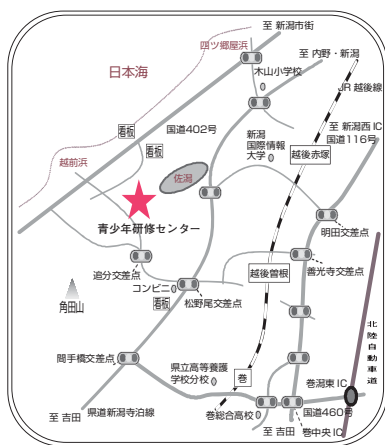 至 新潟市街
四ツ郷屋浜
至 内野・新潟
日本海
木山小学校
JR 越後線
看板
国道402号
至 新潟西 IC
国道116号
新潟
国際情報
大学
看板
越後赤塚
越前浜
佐潟
青少年研修センター
明田交差点
追分交差点
越後曽根
善光寺交差点
コンビニ
角田山
看板
松野尾交差点
北陸自動車道
間手橋交差点
県立高等養護
学校分校
巻
巻潟東 IC
至 吉田
県道新潟寺泊線
巻総合高校
至 吉田
国道460号
巻中央 IC